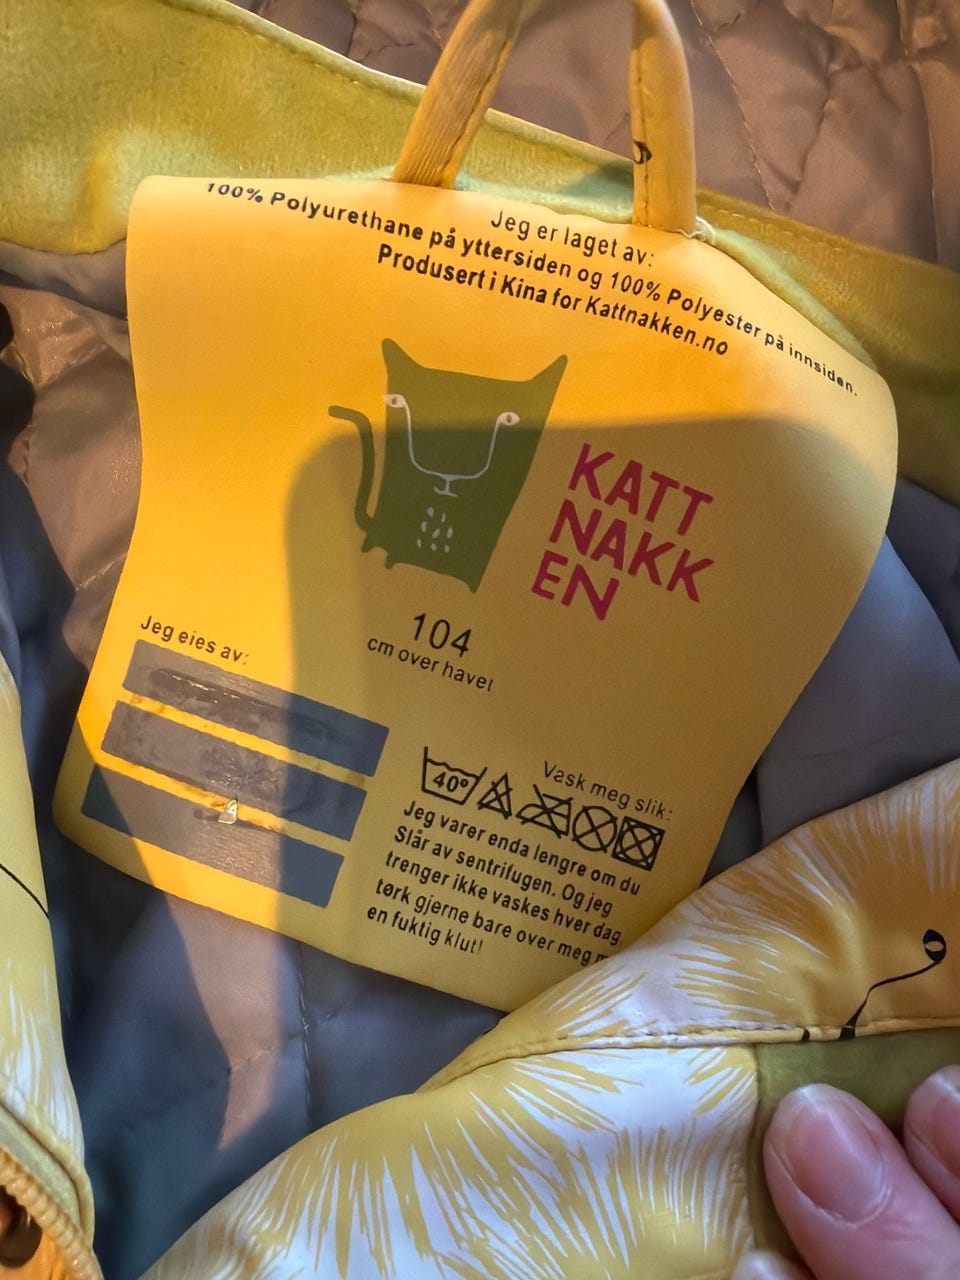 Jeg er laget av:
100% Polyurethane på yttersiden og 100% Polyester på innsiden.
Produsert i Kina for Kattnakken.no
KATT
NAKK
EN
104
cm over havet
Jeg eies av:
Vask meg slik:
40°
Jeg varer enda lengre om du
Slår av sentrifugen. Og jeg
trenger ikke vaskes hver dag,
tørk gjerne bare over meg
en fuktig klut!